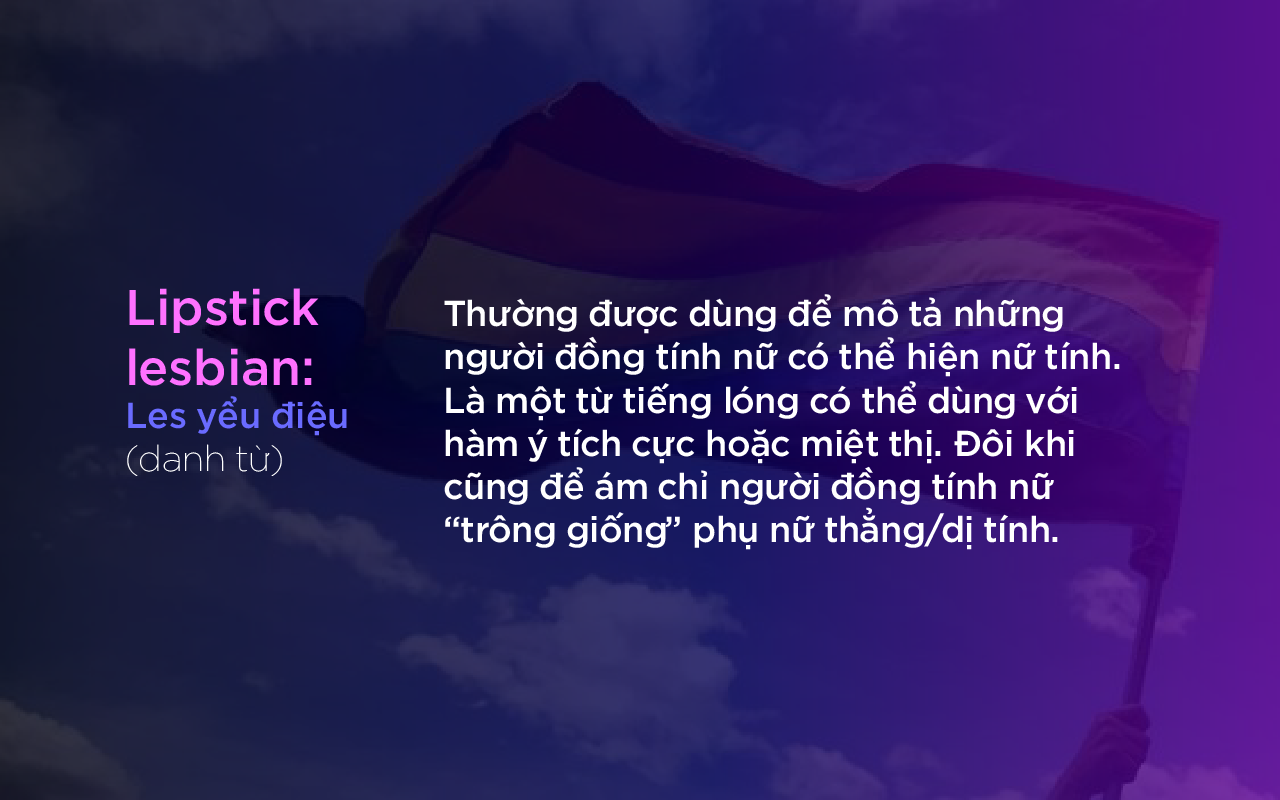 Lipstick
lesbian:
Les yểu điệu
(danh từ)
Thường được dùng để mô tả những
người đồng tính nữ có thể hiện nữ tính.
Là một từ tiếng lóng có thể dùng với
hàm ý tích cực hoặc miệt thị. Đôi khi
cũng để ám chỉ người đồng tính nữ
“trông giống” phụ nữ thẳng/dị tính.